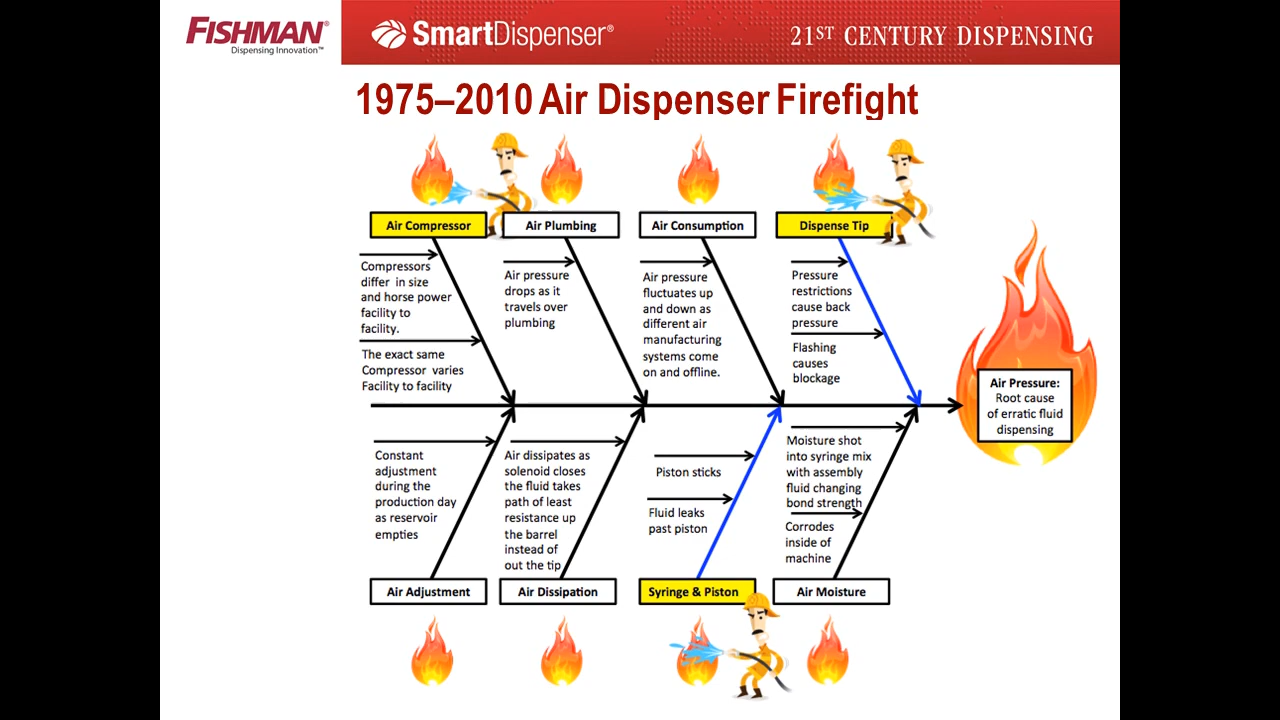 FISHMAN®
Dispensing Innovation™
SmartDispenser®
21ST CENTURY DISPENSING
1975–2010 Air Dispenser Firefight
Air Compressor
Air Plumbing
Air Consumption
Dispense Tip
Compressors
differ in size
and horse power
facility to
facility.
The exact same
Compressor varies
Facility to facility
Air pressure
drops as it
travels over
plumbing
Air pressure
fluctuates up
and down as
different air
manufacturing
systems come
on and offline.
Pressure
restrictions
cause back
pressure
Flashing
causes
blockage
Air Pressure:
Root cause
of erratic fluid
dispensing
Constant
adjustment
during the
production day
as reservoir
empties
Air dissipates as
solenoid closes
the fluid takes
path of least
resistance up
the barrel
instead of
out the tip
Piston sticks
Fluid leaks
past piston
Moisture shot
into syringe mix
with assembly
fluid changing
bond strength
Corrodes
inside of
machine
Air Adjustment
Air Dissipation
Syringe & Piston
Air Moisture